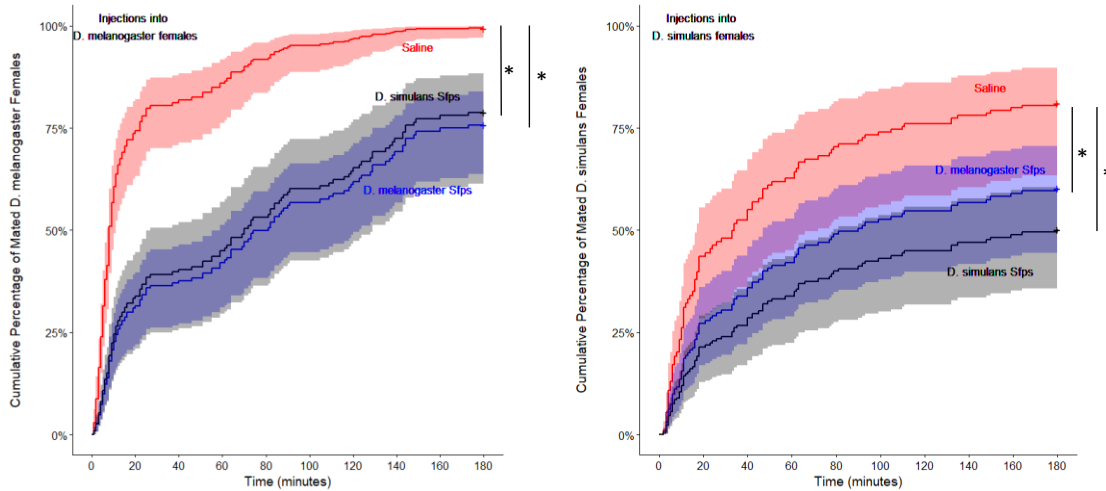 Injections into
D. melanogaster females
Saline
D. simulans Sfps
D. melanogaster Sfps
* *
Cumulative Percentage of Mated D. melanogaster Females
100%
75%
50%
25%
0%
0 20 40 60 80 100 120 140 160 180
Time (minutes)
Injections into
D. simulans females
Saline
D. melanogaster Sfps
D. simulans Sfps
*
Cumulative Percentage of Mated D. simulans Females
100%
75%
50%
25%
0%
0 20 40 60 80 100 120 140 160 180
Time (minutes)